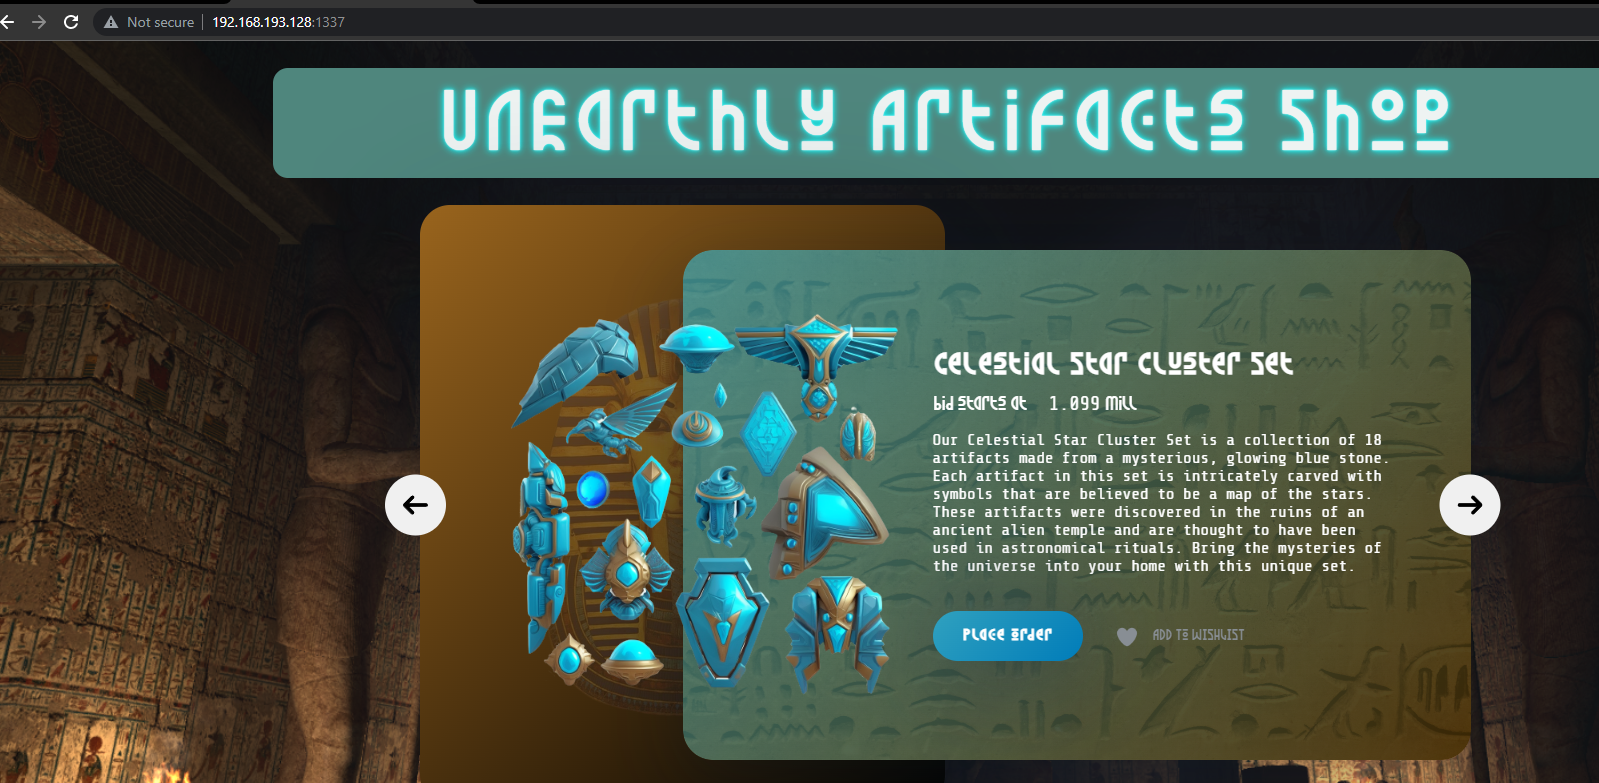 Not secure | 192.168.193.128:1337
Unearthly Artifacts Shop
Celestial Star Cluster Set
bid starts at 1.099 Mill
Our Celestial Star Cluster Set is a collection of 18
artifacts made from a mysterious, glowing blue stone.
Each artifact in this set is intricately carved with
symbols that are believed to be a map of the stars.
These artifacts were discovered in the ruins of an
ancient alien temple and are thought to have been
used in astronomical rituals. Bring the mysteries of
the universe into your home with this unique set.
Place Order
ADD TO WISHLIST